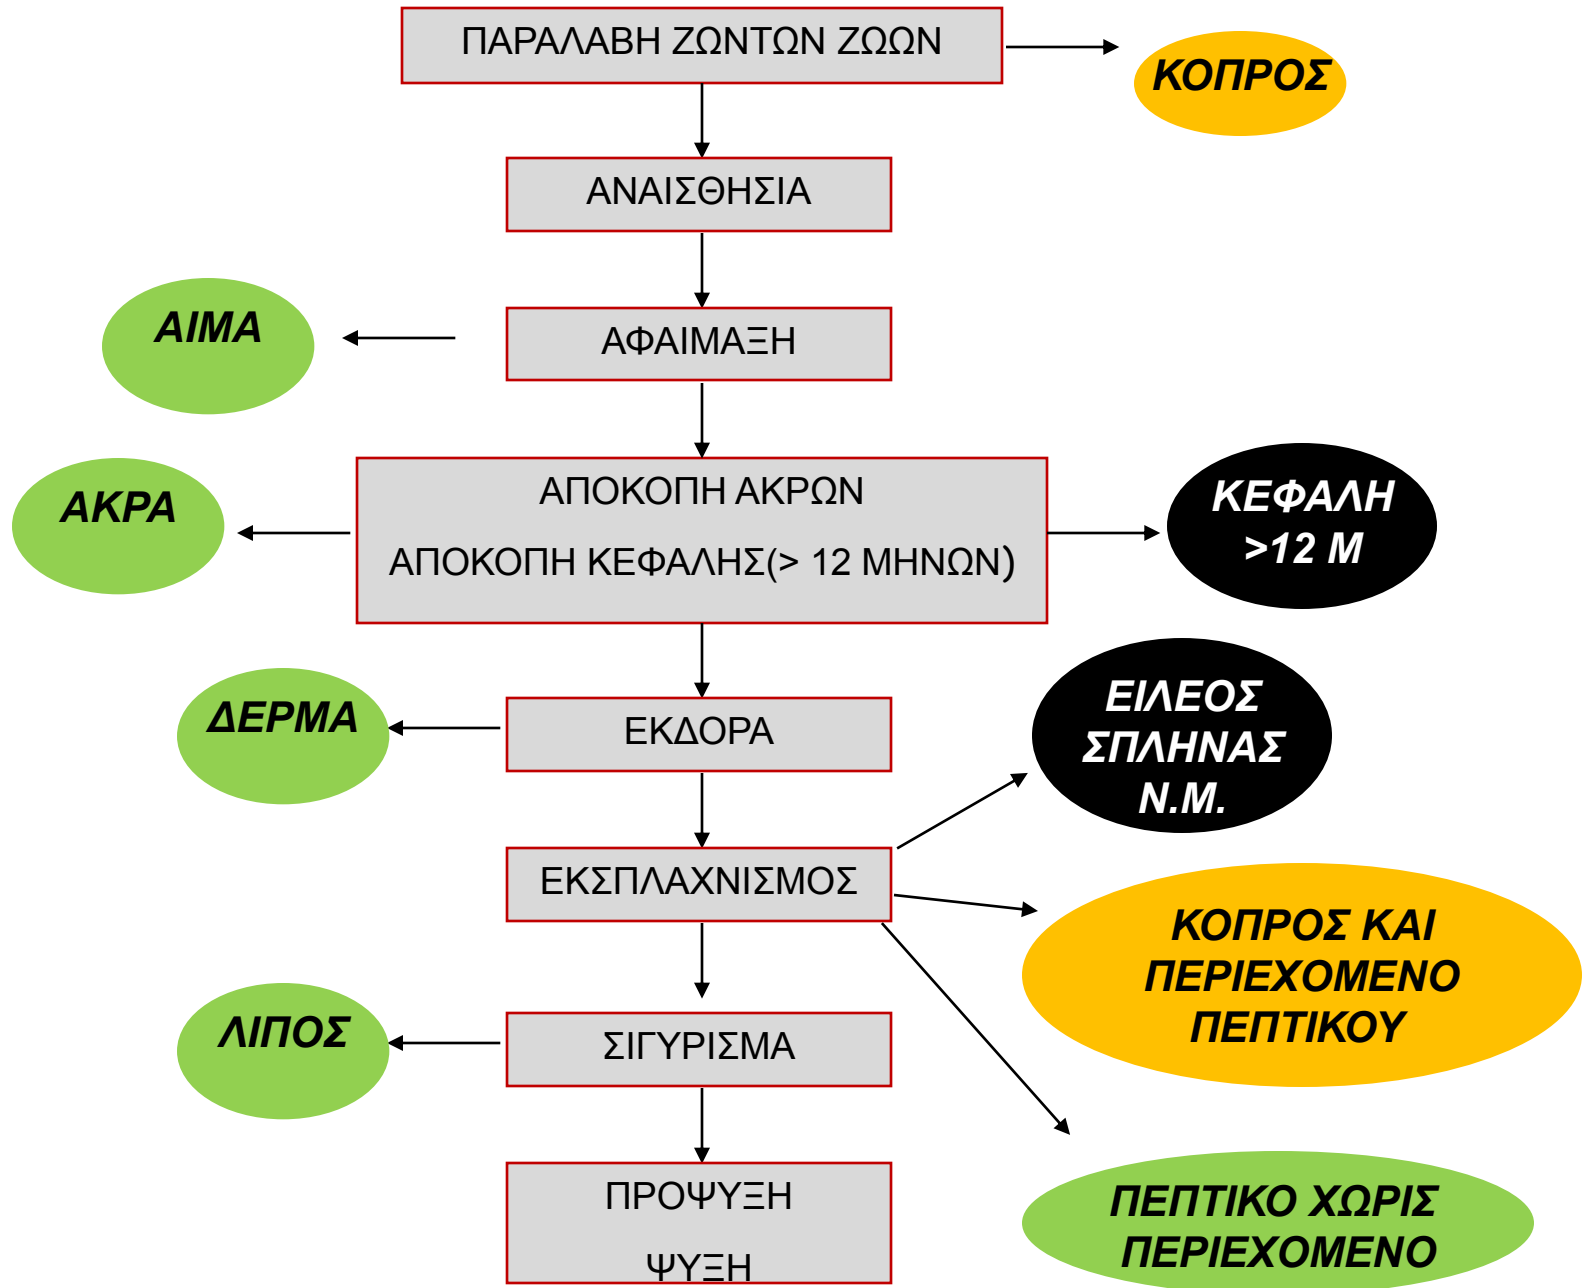 ΠΑΡΑΛΑΒΗ ΖΩΝΤΩΝ ΖΩΩΝ
ΚΟΠΡΟΣ
ΑΝΑΙΣΘΗΣΙΑ
ΑΙΜΑ
ΑΦΑΙΜΑΞΗ
ΑΚΡΑ
ΑΠΟΚΟΠΗ ΑΚΡΩΝ
ΑΠΟΚΟΠΗ ΚΕΦΑΛΗΣ(> 12 ΜΗΝΩΝ)
ΚΕΦΑΛΗ
>12 Μ
ΔΕΡΜΑ
ΕΚΔΟΡΑ
ΕΙΛΕΟΣ
ΣΠΛΗΝΑΣ
Ν.Μ.
ΕΚΣΠΛΑΧΝΙΣΜΟΣ
ΚΟΠΡΟΣ ΚΑΙ
ΠΕΡΙΕΧΟΜΕΝΟ
ΠΕΠΤΙΚΟΥ
ΛΙΠΟΣ
ΣΙΓΥΡΙΣΜΑ
ΠΕΠΤΙΚΟ ΧΩΡΙΣ
ΠΕΡΙΕΧΟΜΕΝΟ
ΠΡΟΨΥΞΗ
ΨΥΞΗ